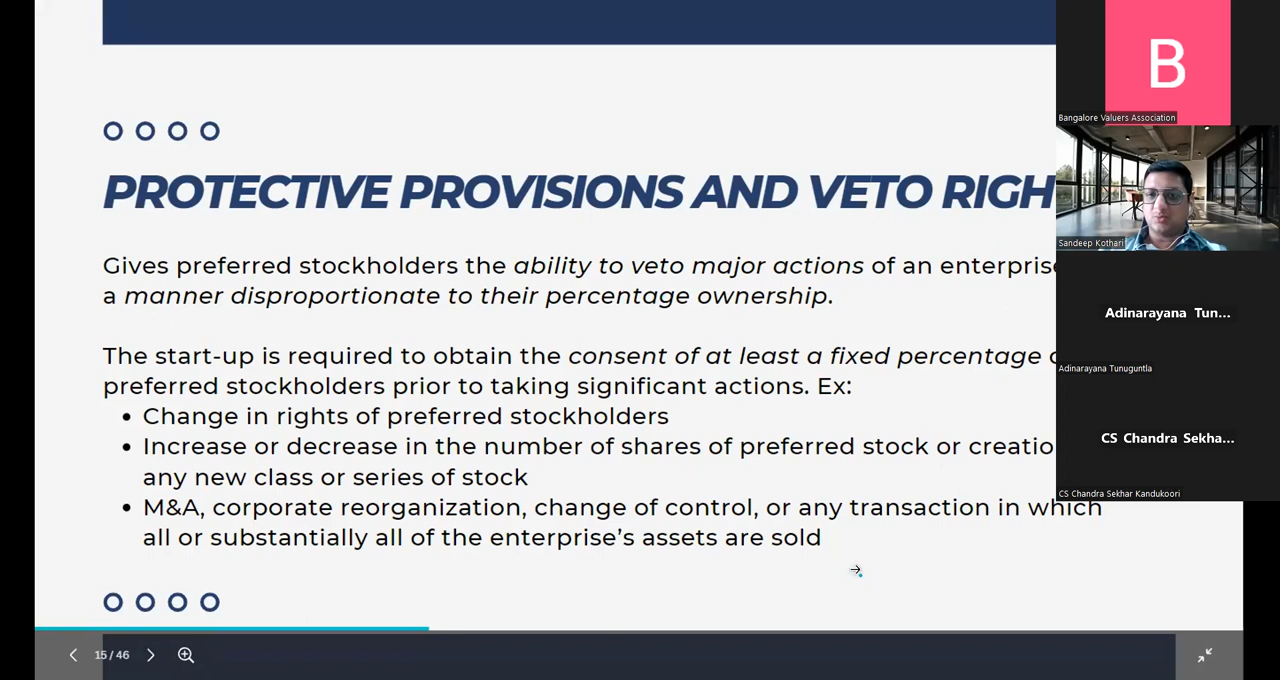 PROTECTIVE PROVISIONS AND VETO RIGH
Gives preferred stockholders the ability to veto major actions of an enterprise
a manner disproportionate to their percentage ownership.
The start-up is required to obtain the consent of at least a fixed percentage
preferred stockholders prior to taking significant actions. Ex:
• Change in rights of preferred stockholders
• Increase or decrease in the number of shares of preferred stock or creatio
any new class or series of stock
• M&A, corporate reorganization, change of control, or any transaction in which
all or substantially all of the enterprise's assets are sold
15 / 46
B
Bangalore Valuers Association
Sandeep Kothari
Adinarayana Tun...
Adinarayana Tunuguntla
CS Chandra Sekha...
CS Chandra Sekhar Kandukoori